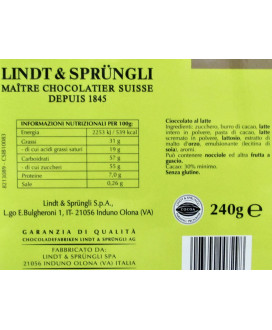 LINDT & SPRÜNGLI
MAÎTRE CHOCOLATIER SUISSE
DEPUIS 1845
INFORMAZIONI NUTRIZIONALI PER 100g:
Energia 2253 kJ / 539 kcal
Grassi 31 g
- di cui acidi grassi saturi 19 g
Carboidrati 57 g
- di cui zuccheri 55 g
Proteine 7,0 g
Sale 0,26 g
Lindt & Sprüngli S.p.A.,
L.go E.Bulgheroni 1, IT- 21056 Induno Olona (VA)
GARANZIA DI QUALITÀ
CHOCOLADEFABRIKEN LINDT & SPRÜNGLI AG
FABBRICATO DA:
LINDT & SPRÜNGLI SPA
21056 INDUNO OLONA (VA) ITALIA
Cioccolato al latte
Ingredienti: zucchero, burro di cacao, latte
intero in polvere, pasta di cacao, latte
scremato in polvere, lattosio, estratto di
malto d'orzo, emulsionante (lecitina di
soia), aromi.
Può contenere nocciole ed altra frutta a
guscio.
Cacao: 30% minimo.
Senza glutine.
240g e